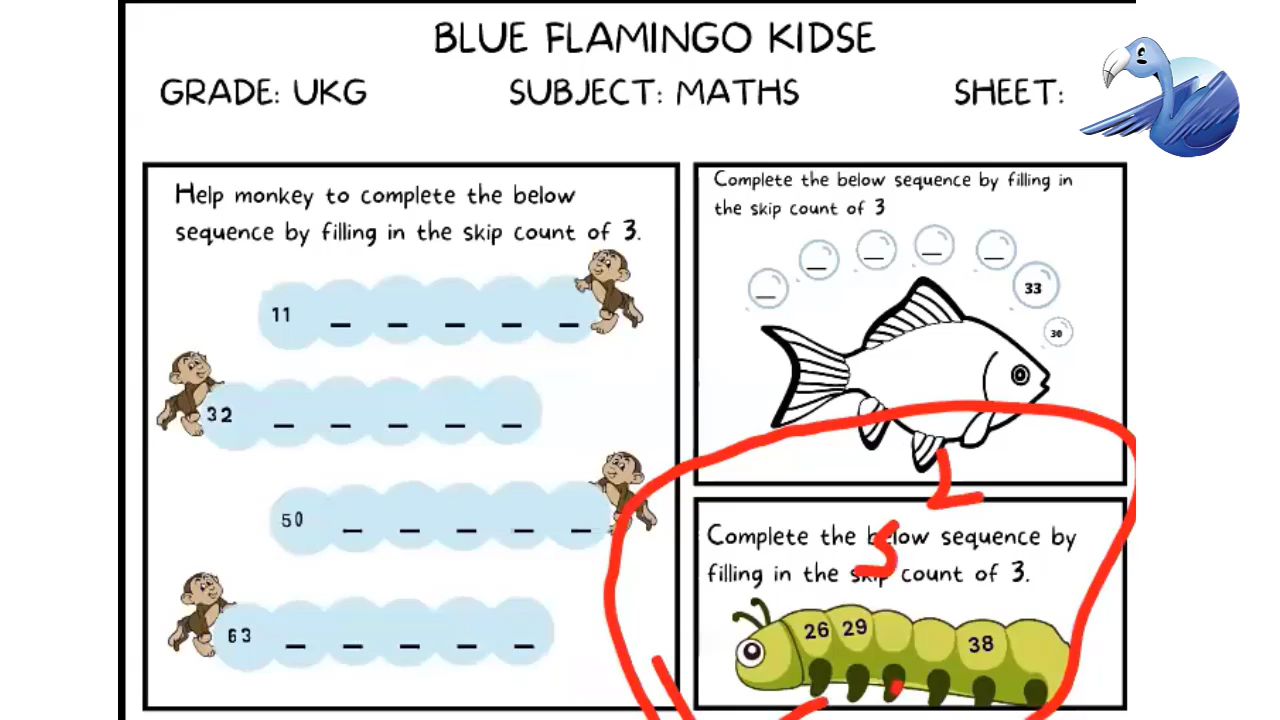 BLUE FLAMINGO KIDSE
GRADE: UKG SUBJECT: MATHS SHEET:
Help monkey to complete the below
sequence by filling in the skip count of 3.
11 _ _ _ _ _
32 _ _ _ _ _
50 _ _ _ _ _
63 _ _ _ _ _
Complete the below sequence by filling in
the skip count of 3
_ _ _ _ _ 33 30
Complete the below sequence by
filling in the skip count of 3.
26 29 38